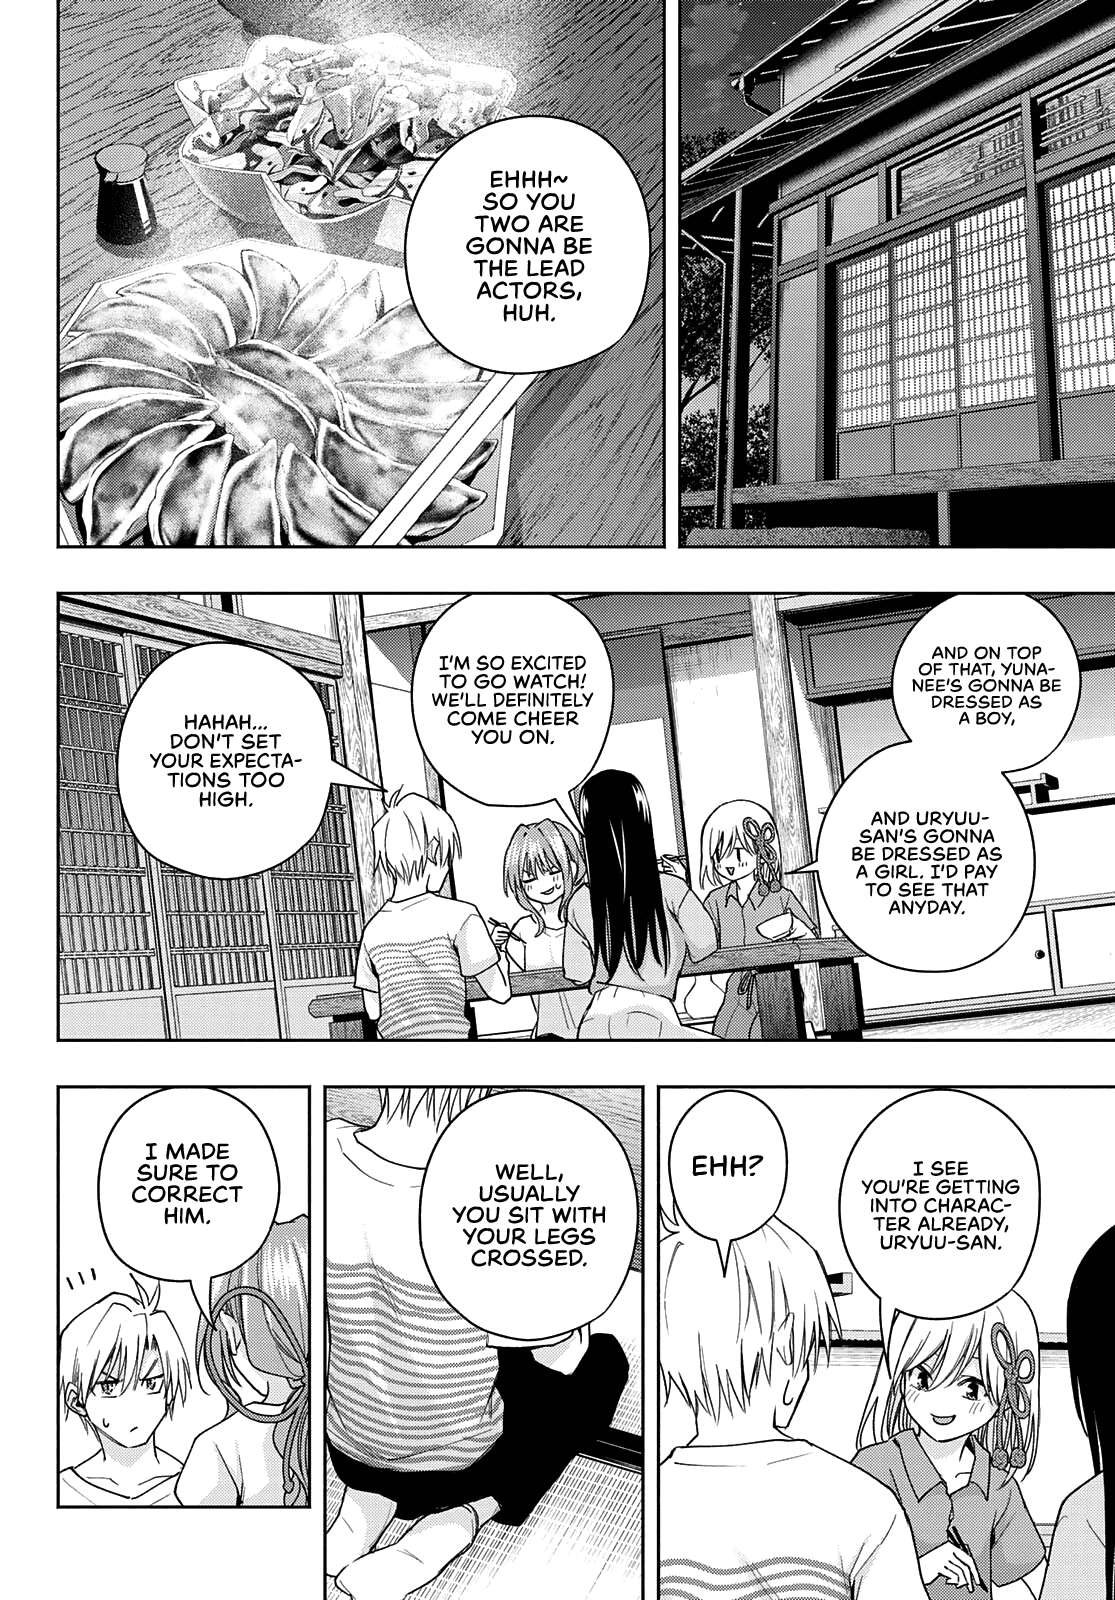 EHHH~
SO YOU
TWO ARE
GONNA BE
THE LEAD
ACTORS,
HUH.
AND ON TOP
OF THAT, YUNA-
NEE'S GONNA BE
DRESSED AS
A BOY,
AND URYUU-
SAN'S GONNA
BE DRESSED AS
A GIRL. I'D PAY
TO SEE THAT
ANYDAY.
I'M SO EXCITED
TO GO WATCH!
WE'LL DEFINITELY
COME CHEER
YOU ON.
HAHAH...
DON'T SET
YOUR EXPECTA-
TIONS TOO
HIGH.
I SEE
YOU'RE GETTING
INTO CHARAC-
TER ALREADY,
URYUU-SAN.
EHH?
WELL,
USUALLY
YOU SIT WITH
YOUR LEGS
CROSSED.
I MADE
SURE TO
CORRECT
HIM.